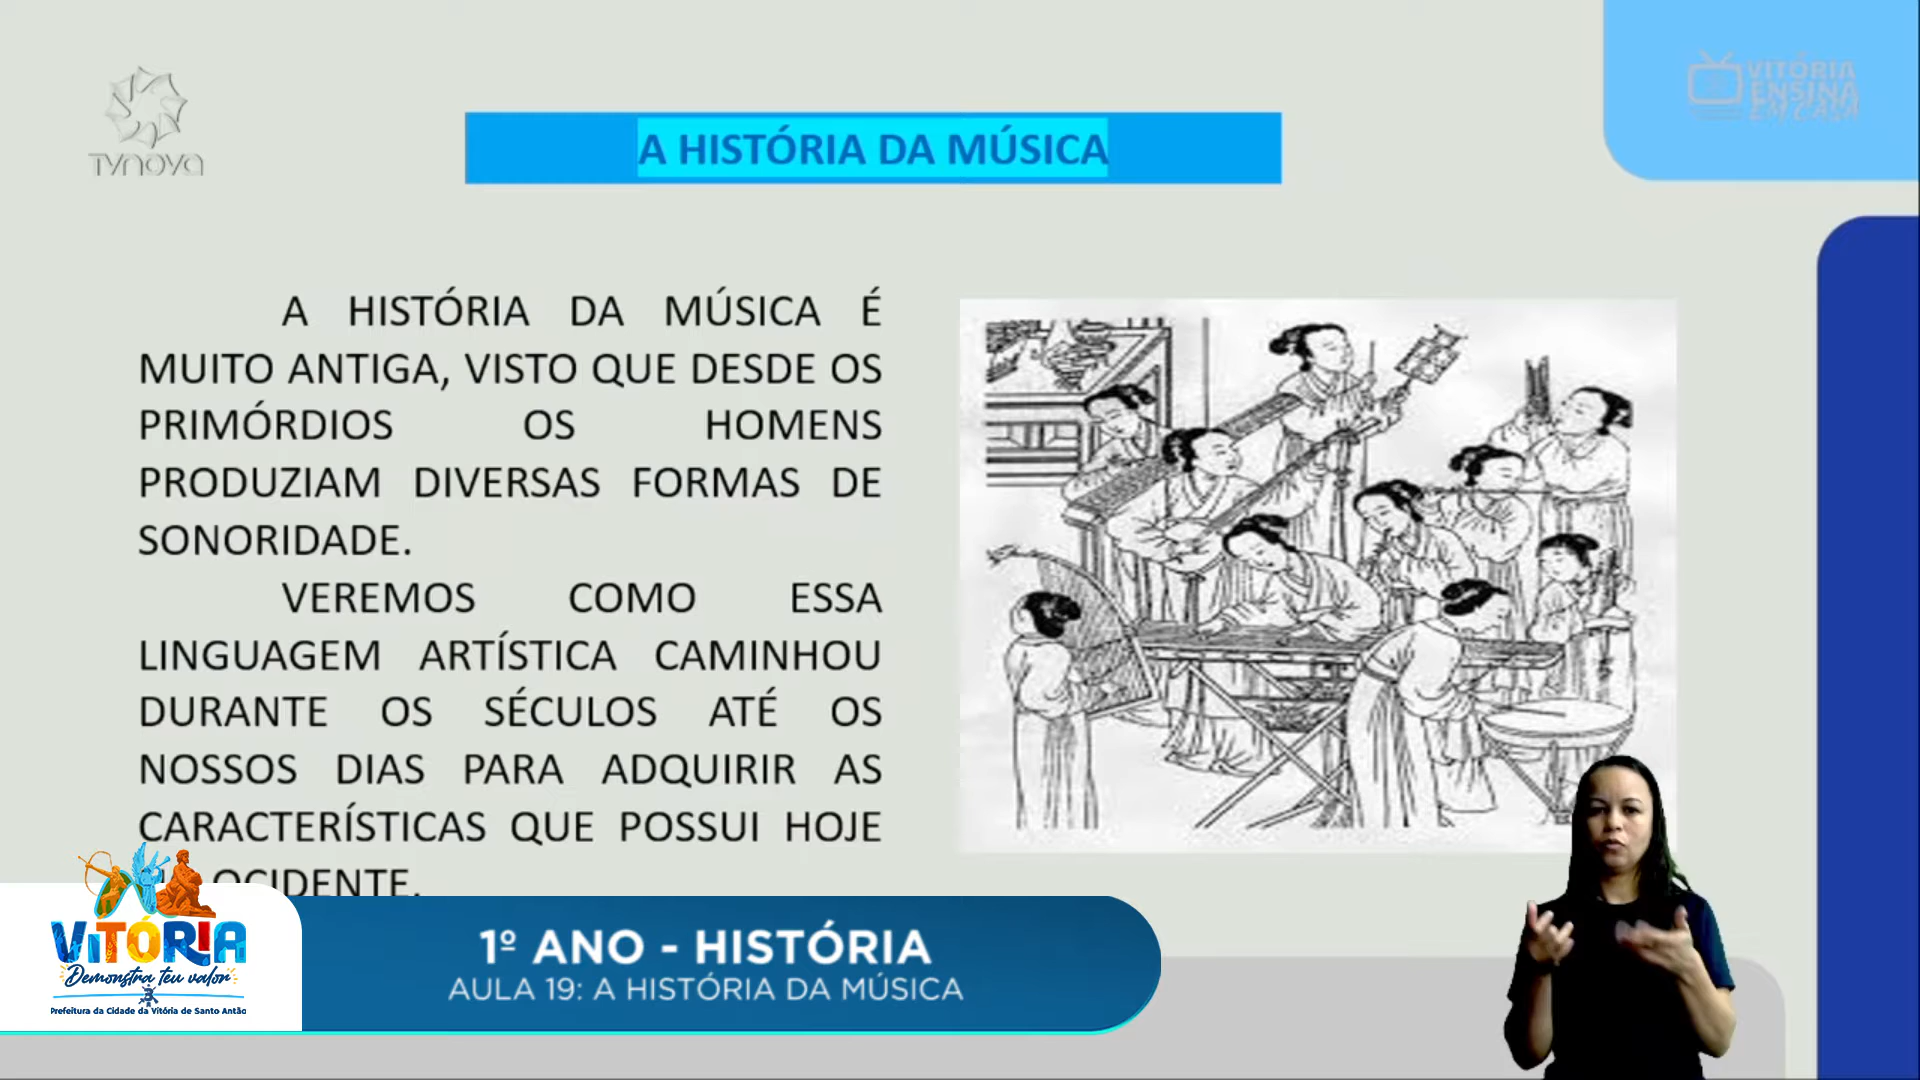 TVNOVA
VITÓRIA
ENSINA
EM CASA
A HISTÓRIA DA MÚSICA
A HISTÓRIA DA MÚSICA É
MUITO ANTIGA, VISTO QUE DESDE OS
PRIMÓRDIOS OS HOMENS
PRODUZIAM DIVERSAS FORMAS DE
SONORIDADE.
VEREMOS COMO ESSA
LINGUAGEM ARTÍSTICA CAMINHOU
DURANTE OS SÉCULOS ATÉ OS
NOSSOS DIAS PARA ADQUIRIR AS
CARACTERÍSTICAS QUE POSSUI HOJE
OCIDENTE.
VITÓRIA
Demonstra teu valor
Prefeitura da Cidade da Vitória de Santo Antão
1º ANO - HISTÓRIA
AULA 19: A HISTÓRIA DA MÚSICA